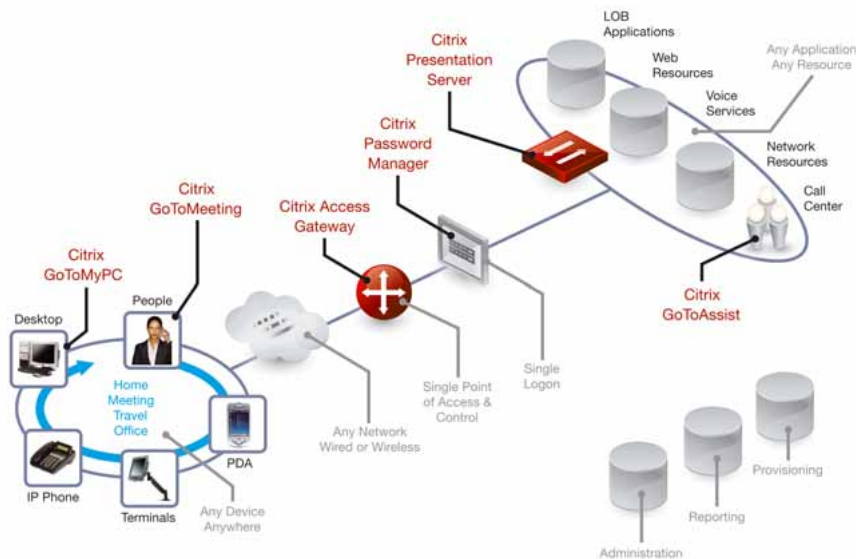 LOB
Applications
Citrix
Presentation
Server
Web
Resources
Any Application
Any Resource
Voice
Services
Citrix
Password
Manager
Network
Resources
Citrix
GoToMeeting
Call
Center
Citrix Access
Gateway
Citrix
GoToMyPC
Citrix
GoToAssist
People
Desktop
Home
Meeting
Travel
Office
Single
Logon
Single Point
of Access &
Control
Any Network
Wired or Wireless
PDA
IP Phone
Terminals
Any Device
Anywhere
Provisioning
Reporting
Administration